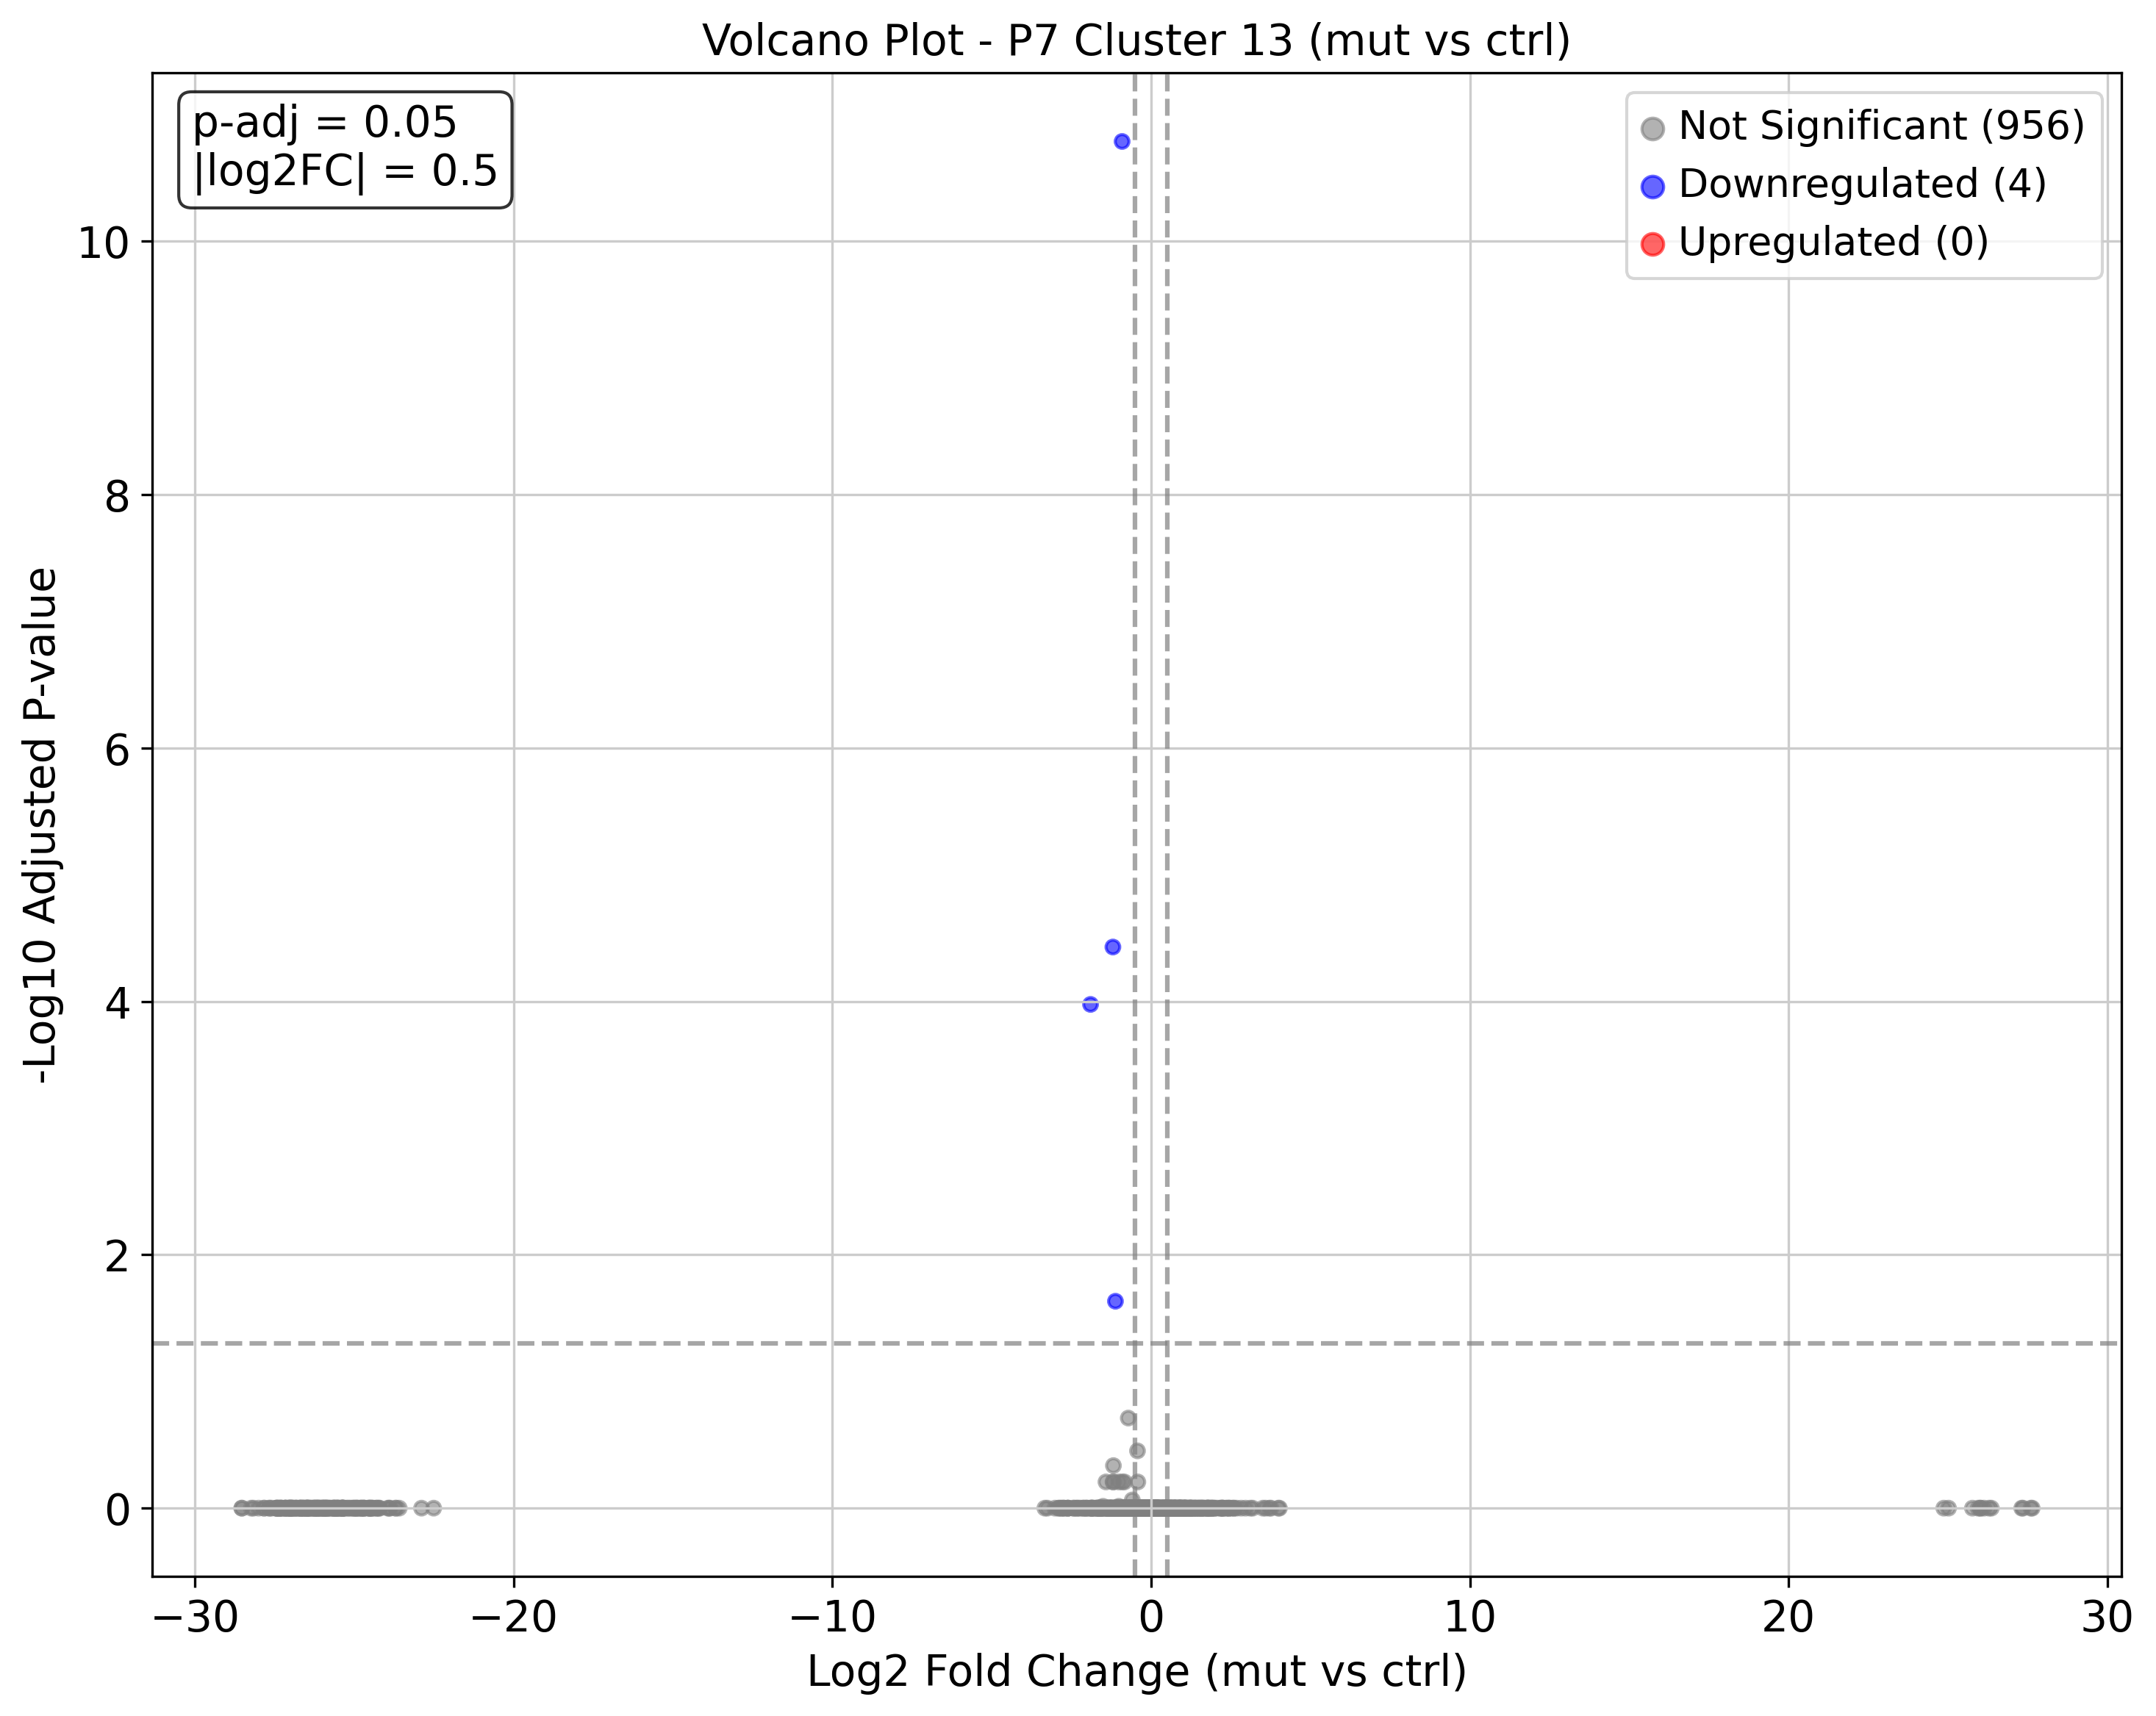 Volcano Plot - P7 Cluster 13 (mut vs ctrl)
p-adj = 0.05
|log2FC| = 0.5
Not Significant (956)
Downregulated (4)
Upregulated (0)
-Log10 Adjusted P-value
10
8
6
4
2
0
−30
−20
−10
0
10
20
30
Log2 Fold Change (mut vs ctrl)